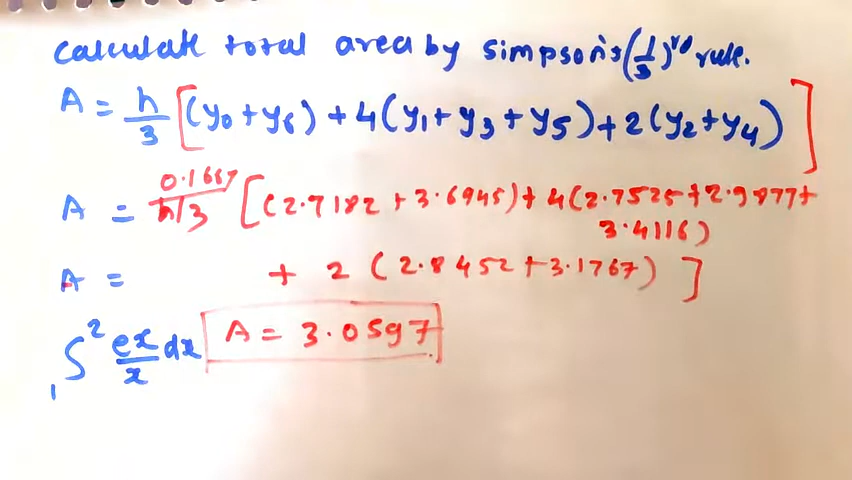 Calculate total area by simpson's (1/3)rd rule.
A = h/3 [(y0 + y6) + 4(y1 + y3 + y5) + 2(y2 + y4)]
A = 0.1667/3 [(2.7182 + 3.6945) + 4(2.7525 + 2.9877 +
3.4116)
A = + 2 (2.8452 + 3.1767)]
1∫2 ex/x dx A = 3.0597